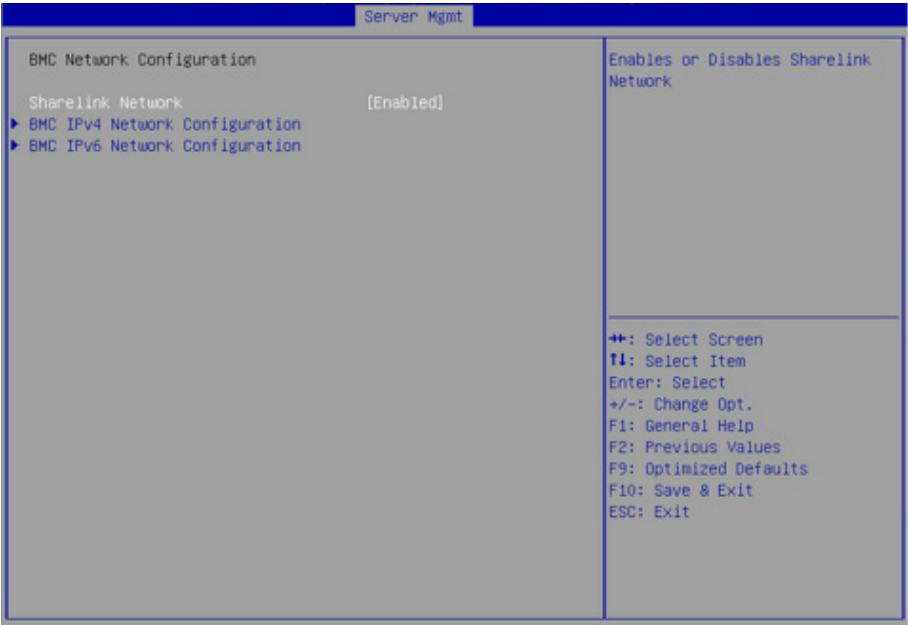 Server Mgmt
BMC Network Configuration
Sharelink Network [Enabled]
BMC IPv4 Network Configuration
BMC IPv6 Network Configuration
Enables or Disables Sharelink
Network
→←: Select Screen
↑↓: Select Item
Enter: Select
+/-: Change Opt.
F1: General Help
F2: Previous Values
F9: Optimized Defaults
F10: Save & Exit
ESC: Exit